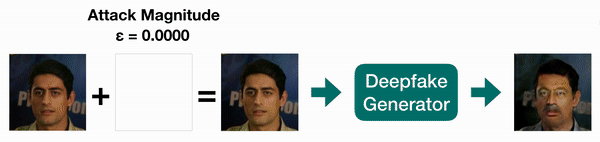 Attack Magnitude
ε = 0.0000
+
=
Deepfake
Generator